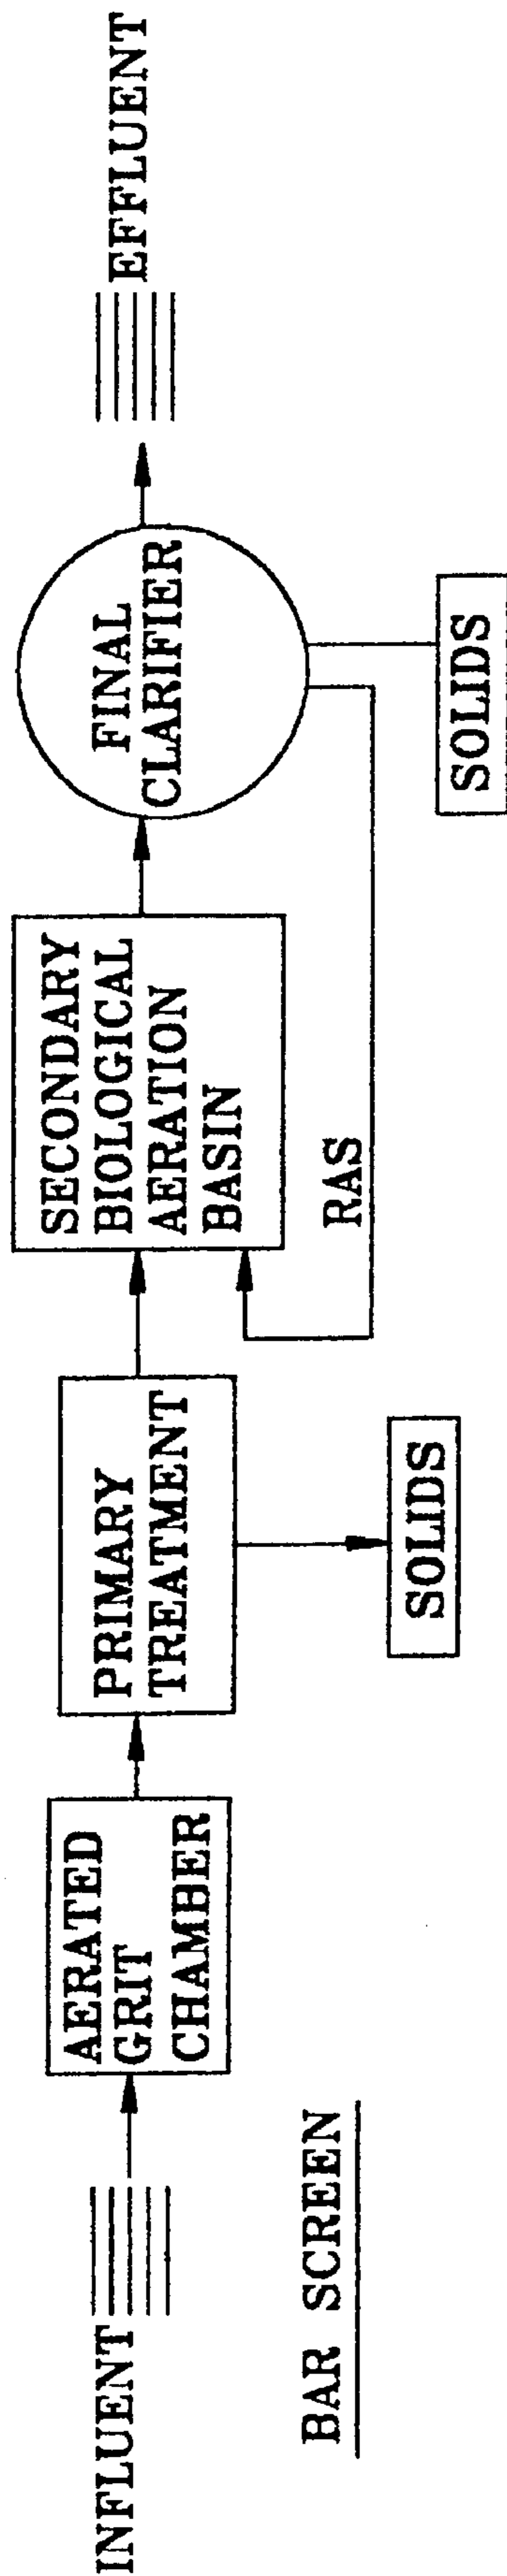 INFLUENT
BAR SCREEN
AERATED
GRIT
CHAMBER
PRIMARY
TREATMENT
SOLIDS
SECONDARY
BIOLOGICAL
AERATION
BASIN
RAS
FINAL
CLARIFIER
SOLIDS
EFFLUENT